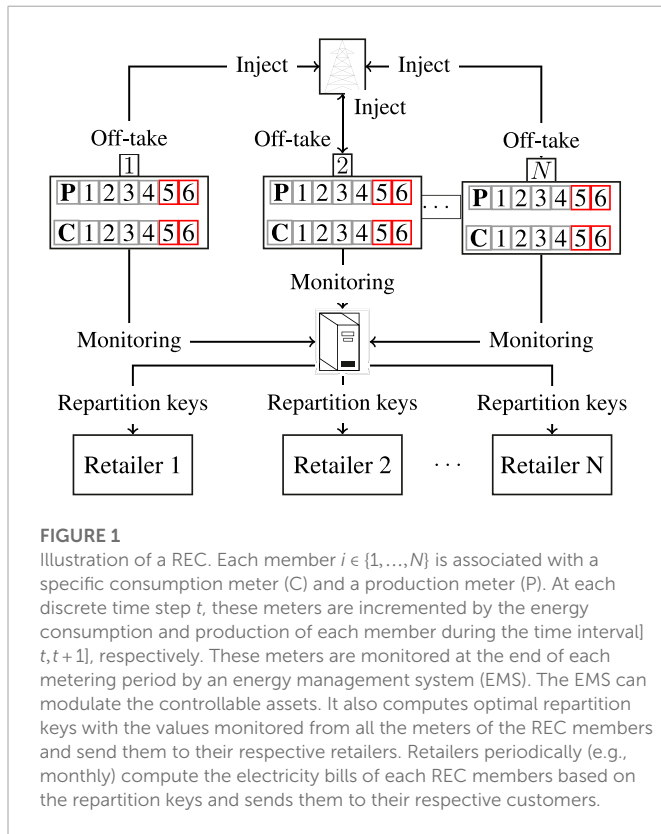 Inject
Inject
Inject
Off-take
Off-take
Off-take
1
2
N
P 1 2 3 4 5 6
P 1 2 3 4 5 6
P 1 2 3 4 5 6
...
C 1 2 3 4 5 6
C 1 2 3 4 5 6
C 1 2 3 4 5 6
Monitoring
Monitoring
Monitoring
Repartition keys
Repartition keys
Repartition keys
Retailer 1
Retailer 2
...
Retailer N
FIGURE 1
Illustration of a REC. Each member i ∈ {1,…,N} is associated with a
specific consumption meter (C) and a production meter (P). At each
discrete time step t, these meters are incremented by the energy
consumption and production of each member during the time interval]
t,t+1], respectively. These meters are monitored at the end of each
metering period by an energy management system (EMS). The EMS can
modulate the controllable assets. It also computes optimal repartition
keys with the values monitored from all the meters of the REC members
and send them to their respective retailers. Retailers periodically (e.g.,
monthly) compute the electricity bills of each REC members based on
the repartition keys and sends them to their respective customers.